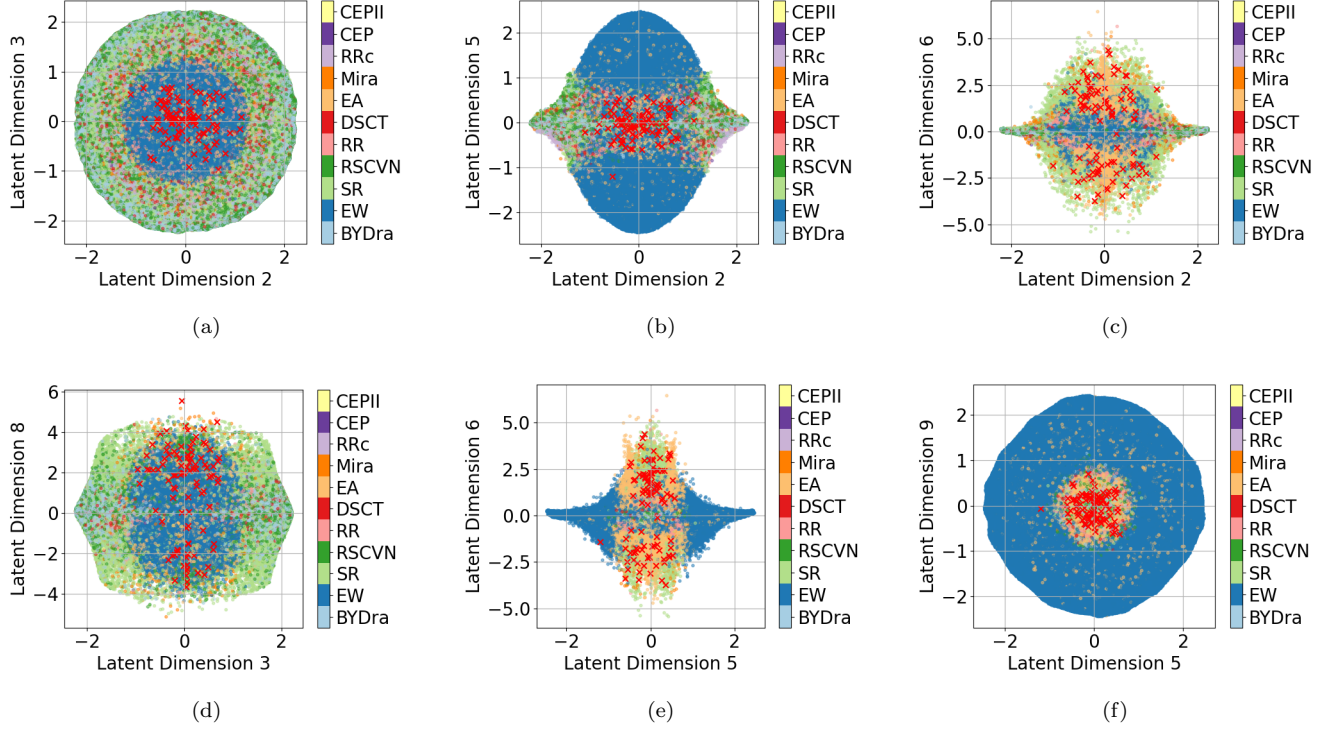 Latent Dimension 3
2
1
0
−1
−2
−2
0
2
Latent Dimension 2
CEPII
CEP
RRc
Mira
EA
DSCT
RR
RSCVN
SR
EW
BYDra
(a)
Latent Dimension 5
2
1
0
−1
−2
−2
0
2
Latent Dimension 2
CEPII
CEP
RRc
Mira
EA
DSCT
RR
RSCVN
SR
EW
BYDra
(b)
Latent Dimension 6
5.0
2.5
0.0
−2.5
−5.0
−2
0
2
Latent Dimension 2
CEPII
CEP
RRc
Mira
EA
DSCT
RR
RSCVN
SR
EW
BYDra
(c)
Latent Dimension 8
6
4
2
0
−2
−4
−2
0
2
Latent Dimension 3
CEPII
CEP
RRc
Mira
EA
DSCT
RR
RSCVN
SR
EW
BYDra
(d)
Latent Dimension 6
5.0
2.5
0.0
−2.5
−5.0
−2
0
2
Latent Dimension 5
CEPII
CEP
RRc
Mira
EA
DSCT
RR
RSCVN
SR
EW
BYDra
(e)
Latent Dimension 9
2
1
0
−1
−2
−2
0
2
Latent Dimension 5
CEPII
CEP
RRc
Mira
EA
DSCT
RR
RSCVN
SR
EW
BYDra
(f)